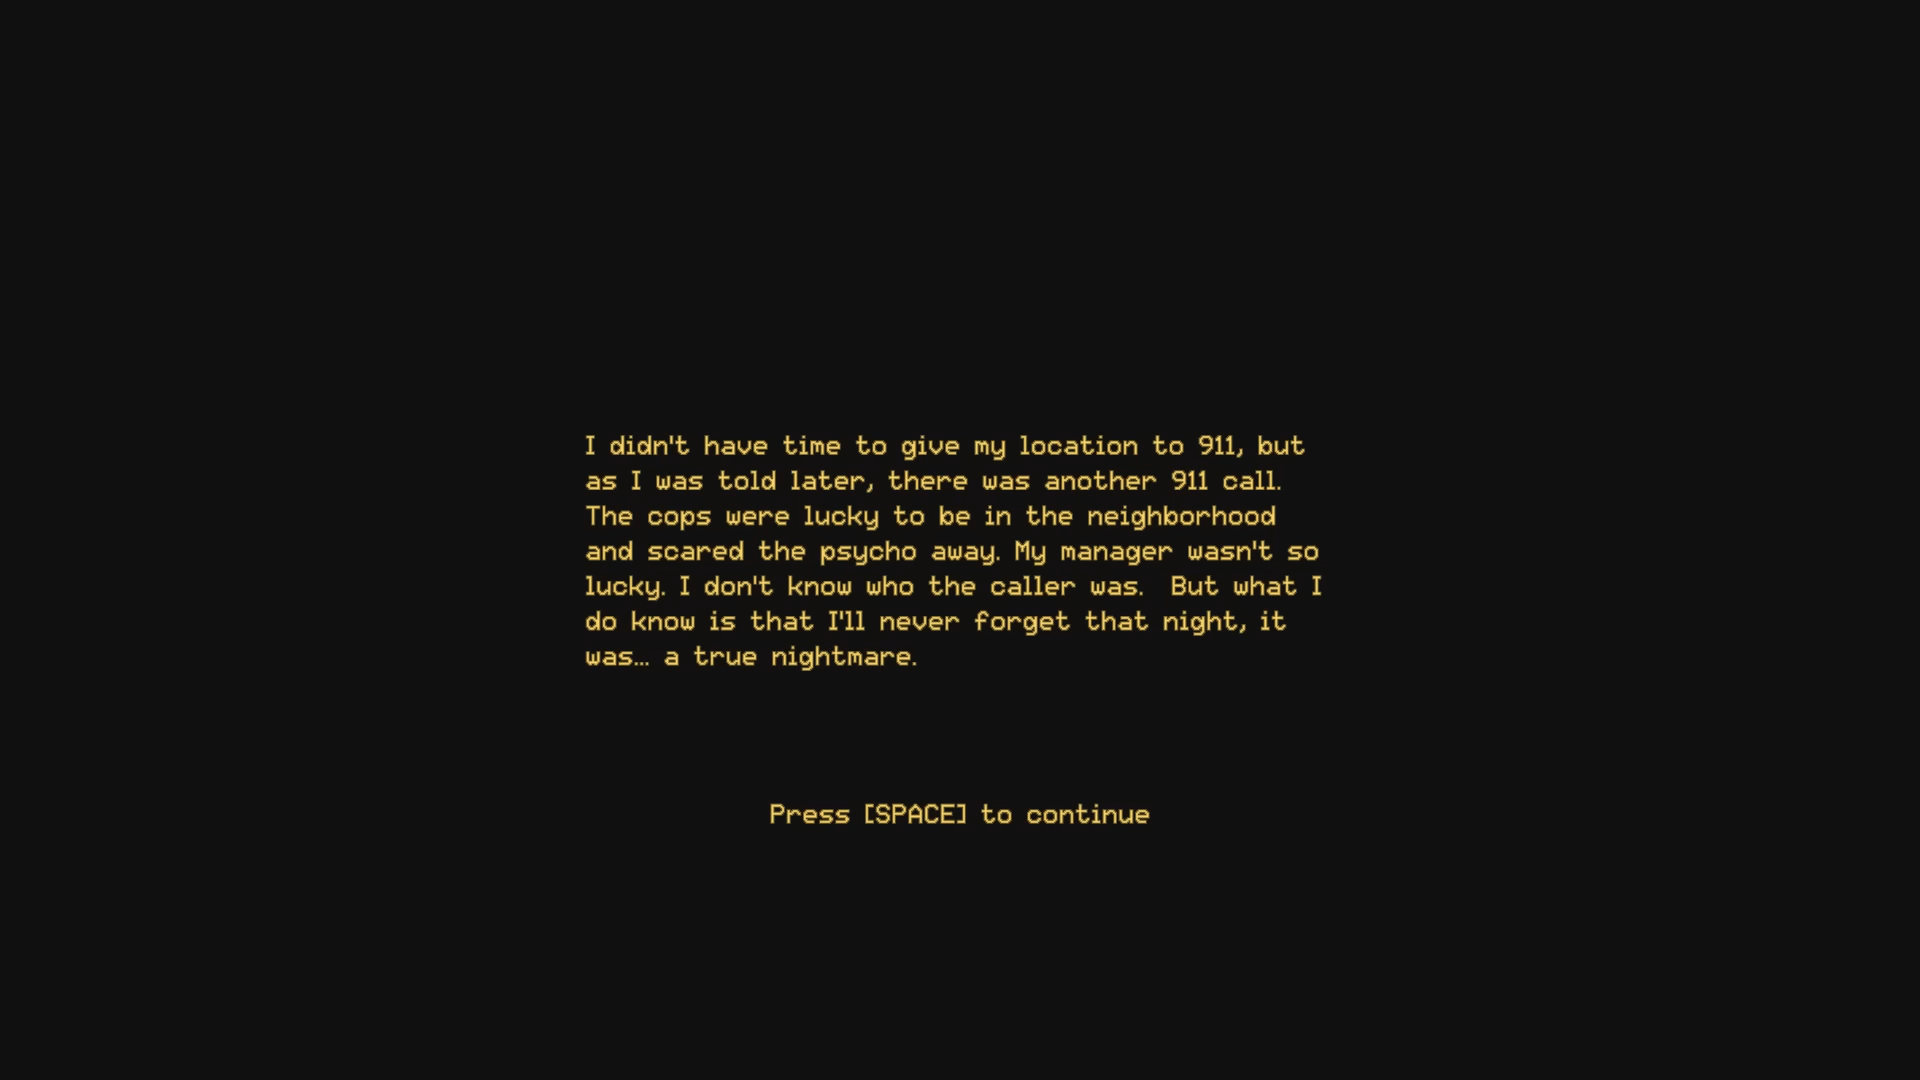 I didn't have time to give my location to 911, but
as I was told later, there was another 911 call.
The cops were lucky to be in the neighborhood
and scared the psycho away. My manager wasn't so
lucky. I don't know who the caller was.  But what I
do know is that I'll never forget that night, it
was... a true nightmare.
Press [SPACE] to continue